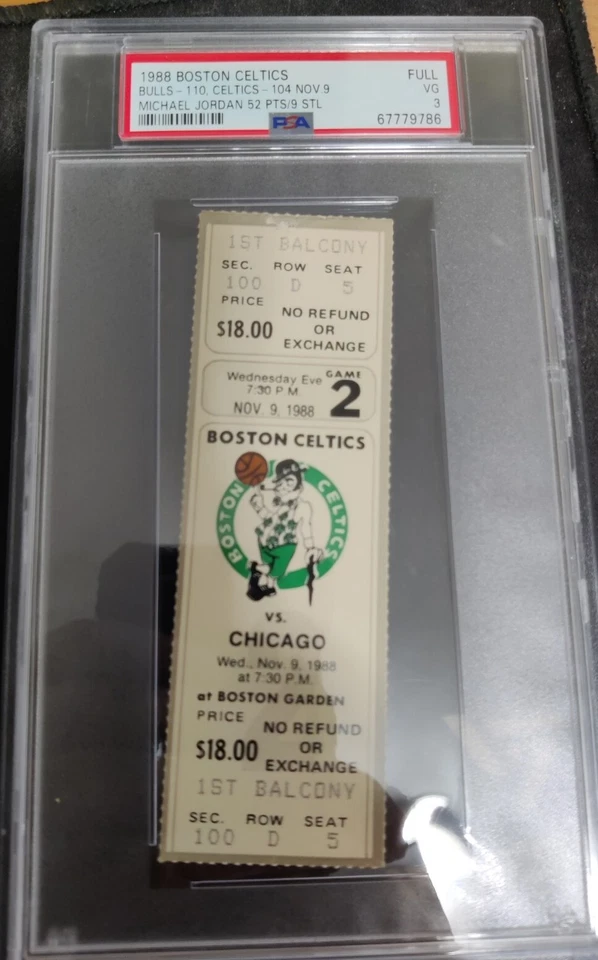 1988 BOSTON CELTICS FULL
BULLS - 110, CELTICS - 104 NOV.9 VG
MICHAEL JORDAN 52 PTS/9 STL 3
PSA 67779786
1ST BALCONY
SEC. ROW SEAT
100 D 5
PRICE
$18.00
NO REFUND
OR
EXCHANGE
Wednesday Eve
7:30 P.M.
NOV. 9, 1988
GAME
2
BOSTON CELTICS
BOSTON CELTICS
VS.
CHICAGO
Wed., Nov. 9, 1988
at 7:30 P.M.
at BOSTON GARDEN
PRICE
$18.00
NO REFUND
OR
EXCHANGE
1ST BALCONY
SEC. ROW SEAT
100 D 5